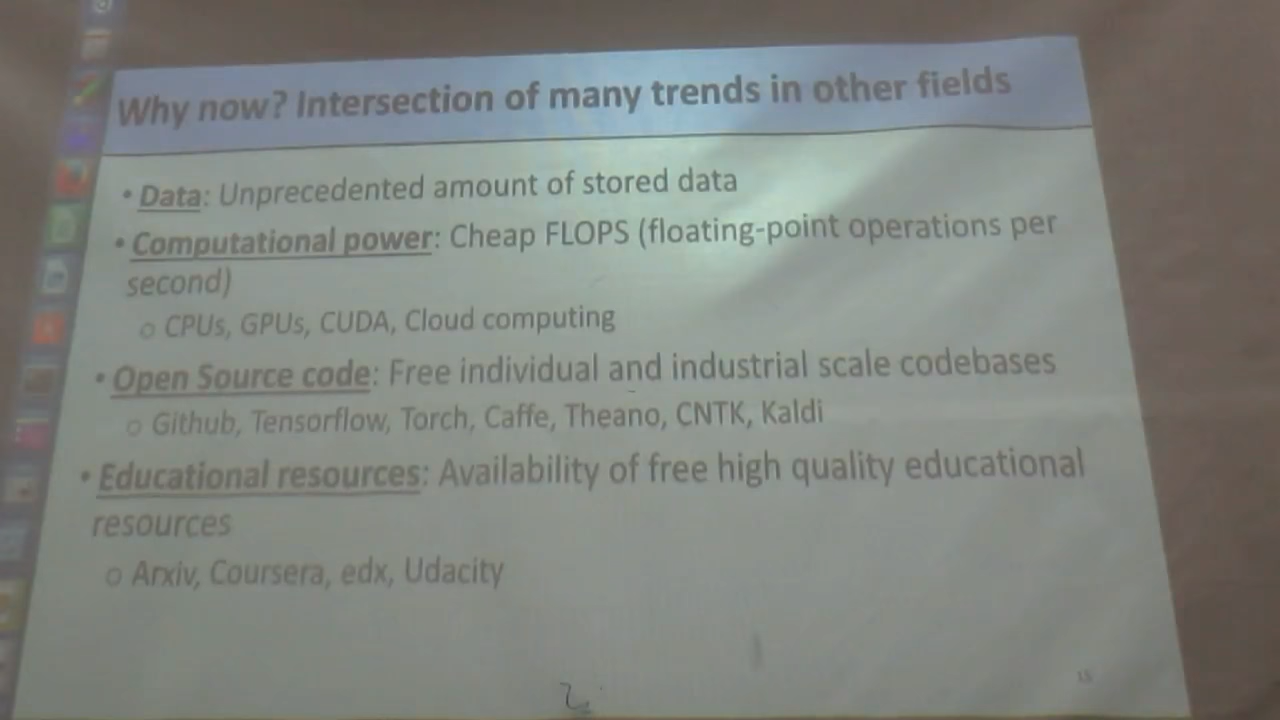 Why now? Intersection of many trends in other fields
• Data: Unprecedented amount of stored data
• Computational power: Cheap FLOPS (floating-point operations per
second)
o CPUs, GPUs, CUDA, Cloud computing
• Open Source code: Free individual and industrial scale codebases
o Github, Tensorflow, Torch, Caffe, Theano, CNTK, Kaldi
• Educational resources: Availability of free high quality educational
resources
o Arxiv, Coursera, edx, Udacity